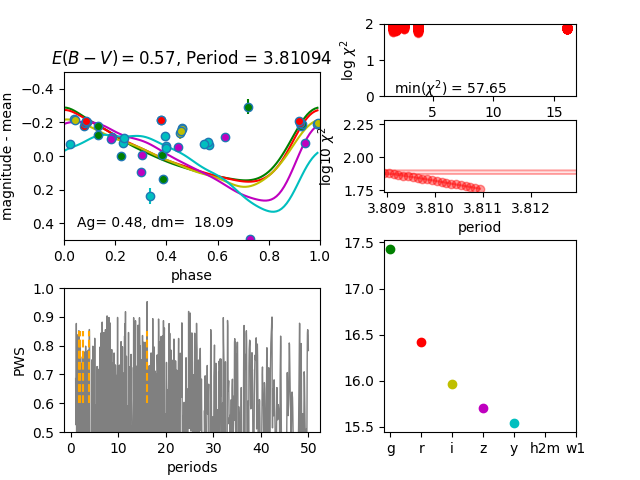 E(B − V) = 0.57, Period = 3.81094
magnitude - mean
−0.4
−0.2
0.0
0.2
0.4
Ag= 0.48, dm=  18.09
0.0 0.2 0.4 0.6 0.8 1.0
phase
log χ²
2
1
0
min(χ²) = 57.65
5 10 15
log10 χ²
2.25
2.00
1.75
3.809 3.810 3.811 3.812
period
PWS
1.0
0.9
0.8
0.7
0.6
0.5
0 10 20 30 40 50
periods
17.5
17.0
16.5
16.0
15.5
g r i z y h2m w1